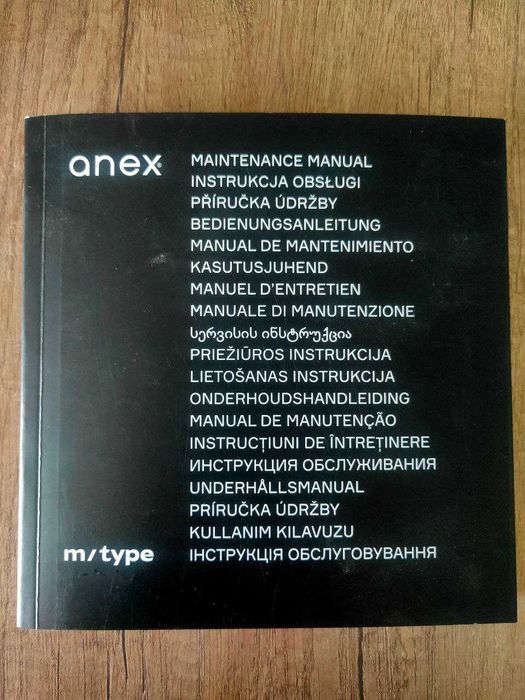 anex®
MAINTENANCE MANUAL
INSTRUKCJA OBSŁUGI
PŘÍRUČKA ÚDRŽBY
BEDIENUNGSANLEITUNG
MANUAL DE MANTENIMIENTO
KASUTUSJUHEND
MANUEL D'ENTRETIEN
MANUALE DI MANUTENZIONE
სერვისის ინსტრუქცია
PRIEŽIŪROS INSTRUKCIJA
LIETOŠANAS INSTRUKCIJA
ONDERHOUDSHANDLEIDING
MANUAL DE MANUTENÇÃO
INSTRUCȚIUNI DE ÎNTREȚINERE
ИНСТРУКЦИЯ ОБСЛУЖИВАНИЯ
UNDERHÅLLSMANUAL
PRÍRUČKA ÚDRŽBY
KULLANIM KILAVUZU
ІНСТРУКЦІЯ ОБСЛУГОВУВАННЯ
m/type